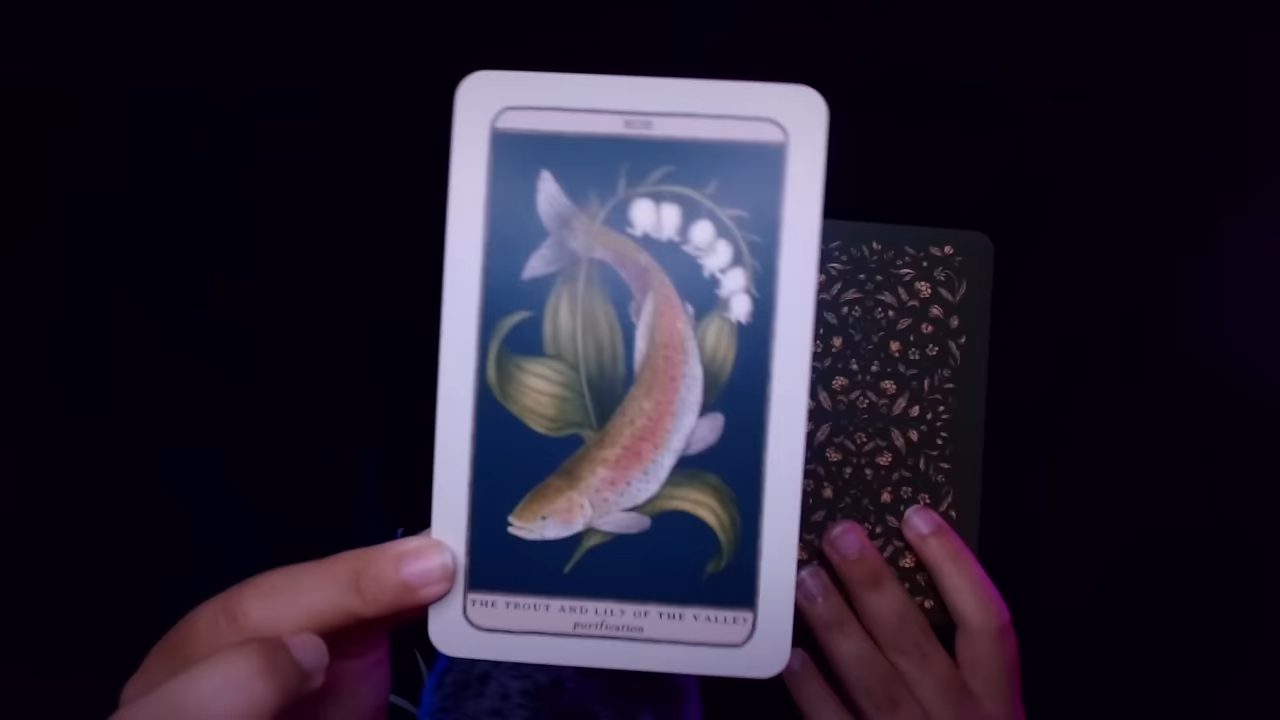 THE TROUT AND LILY OF THE VALLEY
purification